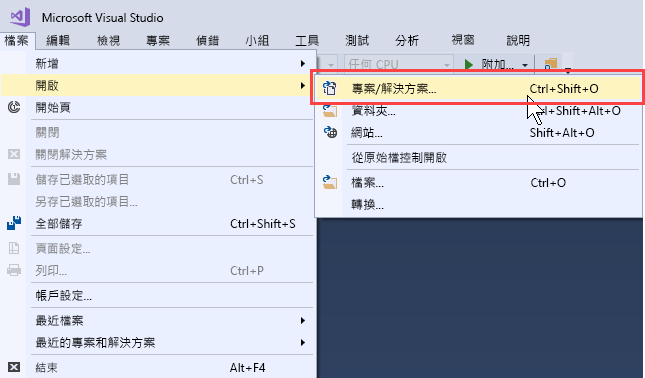 Microsoft Visual Studio
檔案 編輯 檢視 專案 偵錯 小組 工具 測試 分析 視窗 說明
任何 CPU 附加...
新增
開啟
開始頁
關閉
關閉解決方案
儲存已選取的項目 Ctrl+S
另存已選取的項目...
全部儲存 Ctrl+Shift+S
頁面設定...
列印... Ctrl+P
帳戶設定...
最近檔案
最近的專案和解決方案
結束 Alt+F4
專案/解決方案... Ctrl+Shift+O
資料夾... l+Shift+Alt+O
網站... Shift+Alt+O
從原始檔控制開啟
檔案... Ctrl+O
轉換...